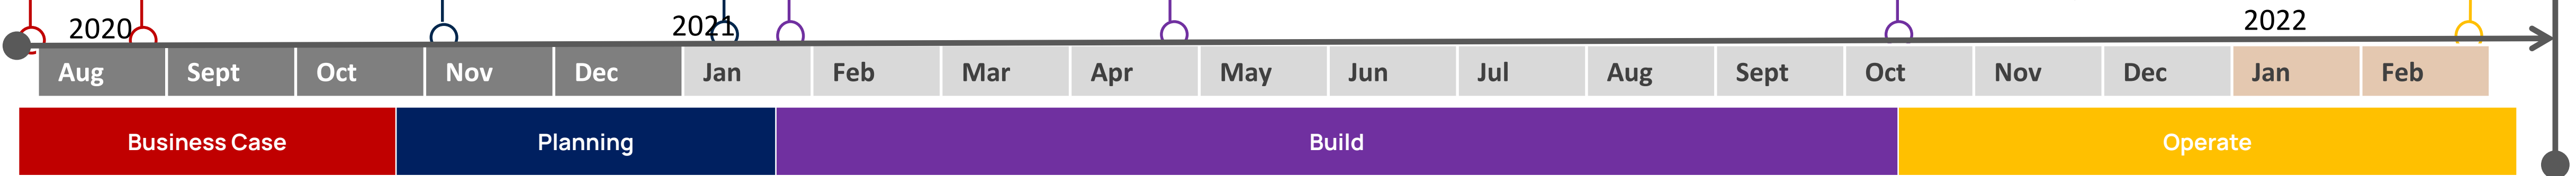 2020 2021 2022
Aug Sept Oct Nov Dec Jan Feb Mar Apr May Jun Jul Aug Sept Oct Nov Dec Jan Feb
Business Case Planning Build Operate